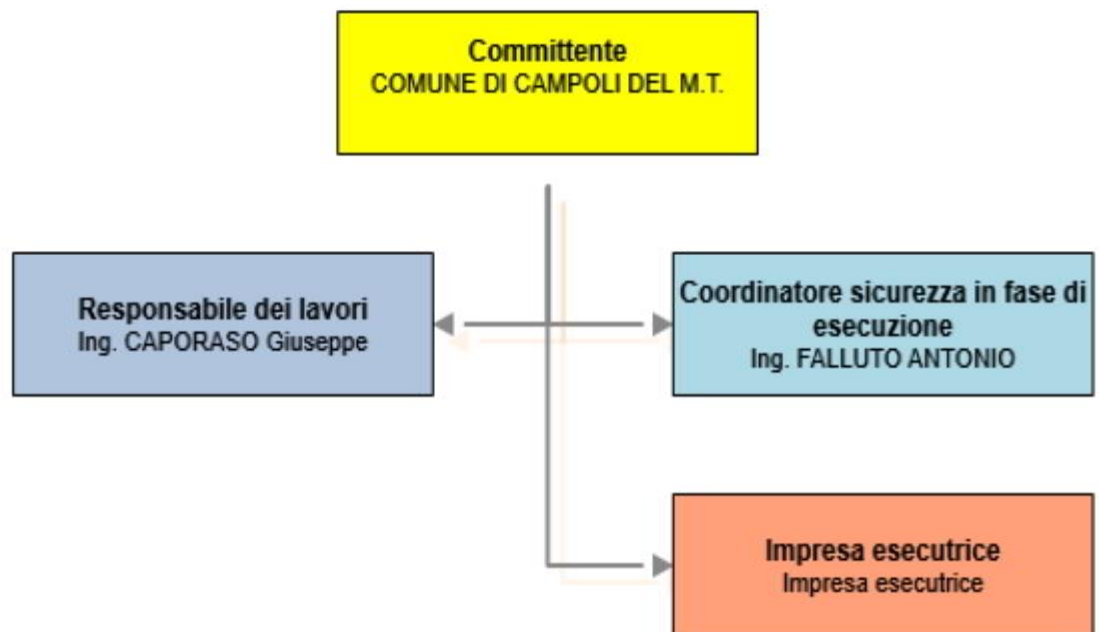 Committente
COMUNE DI CAMPOLI DEL M.T.
Responsabile dei lavori
Ing. CAPORASO Giuseppe
Coordinatore sicurezza in fase di
esecuzione
Ing. FALLUTO ANTONIO
Impresa esecutrice
Impresa esecutrice